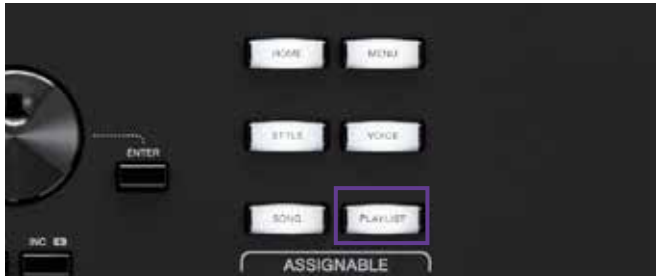 HOME MENU
STYLE VOICE
ENTER
SONG PLAYLIST
INC
ASSIGNABLE